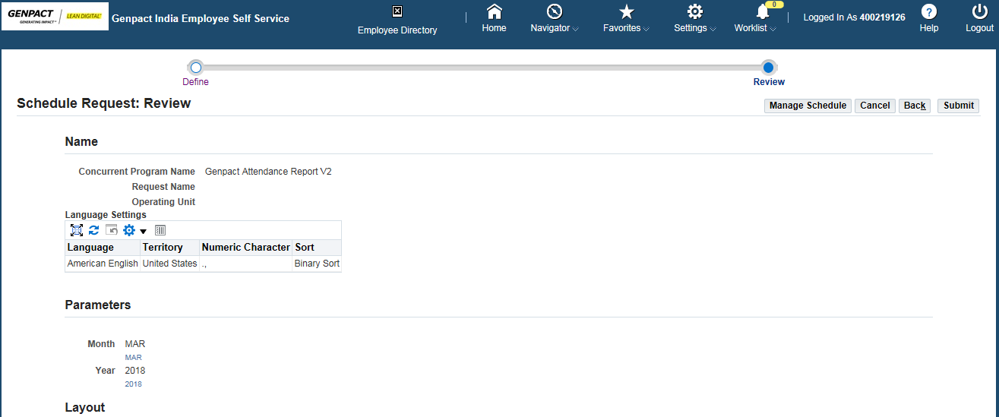 GENPACT LEAN DIGITAL℠
GENERATING IMPACT℠
Genpact India Employee Self Service
Employee Directory
Home
Navigator
Favorites
Settings
0
Worklist
Logged In As 400219126
?
Help
Logout
Define
Review
Schedule Request: Review
Manage Schedule Cancel Back Submit
Name
Concurrent Program Name Genpact Attendance Report V2
Request Name
Operating Unit
Language Settings
Language Territory Numeric Character Sort
American English United States ., Binary Sort
Parameters
Month MAR
MAR
Year 2018
2018
Layout